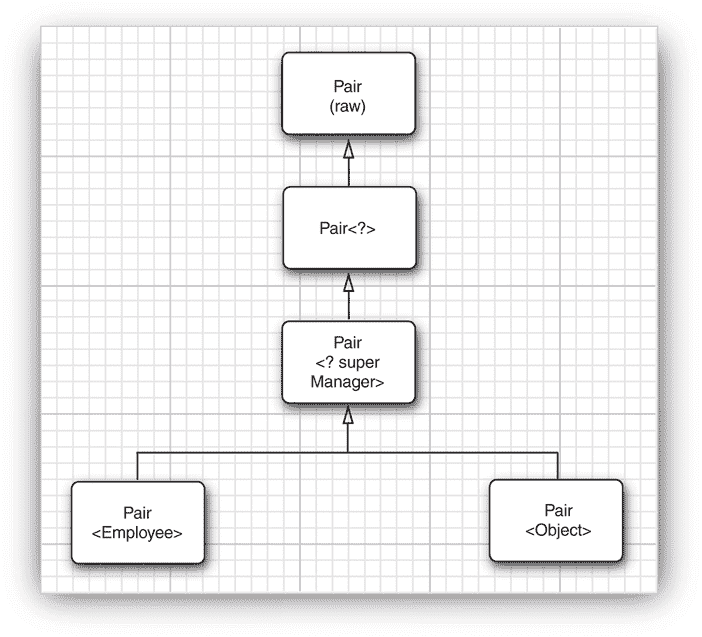 Pair
(raw)
Pair<?>
Pair
<? super
Manager>
Pair
<Employee>
Pair
<Object>